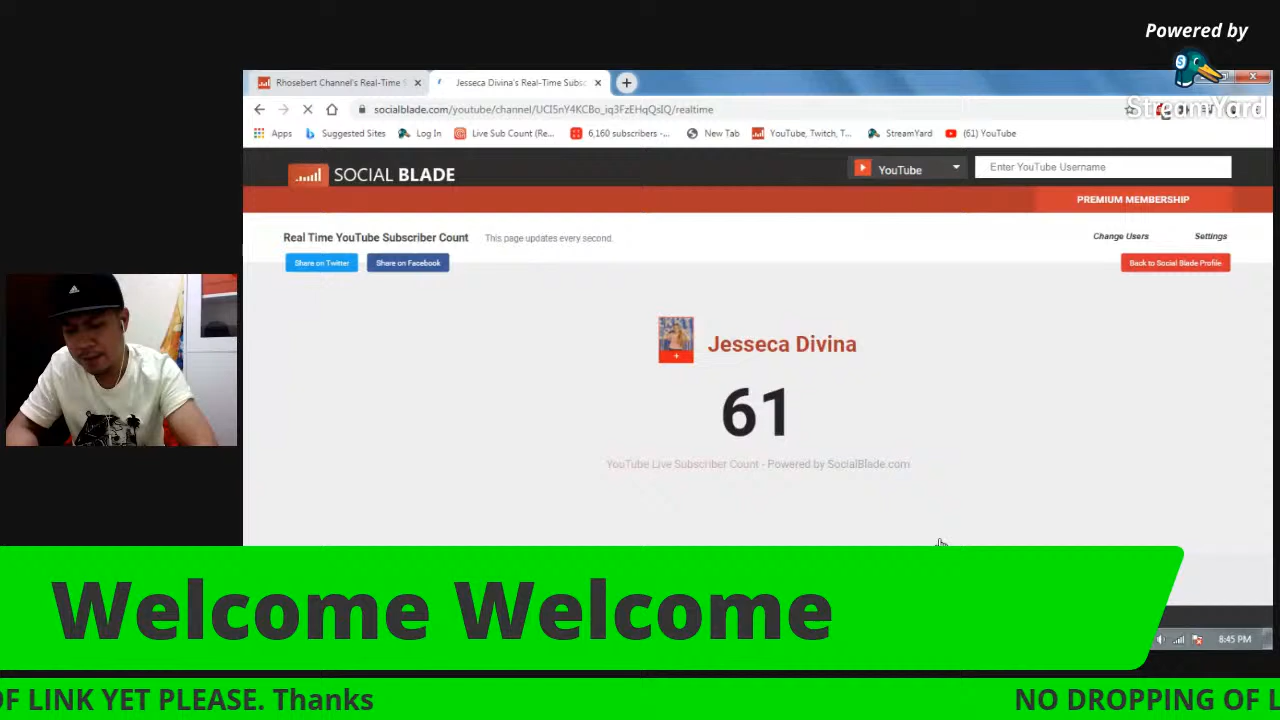 Powered by
StreamYard
Rhosebert Channel's Real-Time S
Jesseca Divina's Real-Time Subsc
socialblade.com/youtube/channel/UCI5nY4KCBo_iq3FzEHqQsIQ/realtime
Apps
Suggested Sites
Log In
Live Sub Count (Re...
6,160 subscribers -...
New Tab
YouTube, Twitch, T...
StreamYard
(61) YouTube
SOCIAL BLADE
YouTube
Enter YouTube Username
PREMIUM MEMBERSHIP
Real Time YouTube Subscriber Count
This page updates every second
Change Users
Settings
Share on Twitter
Share on Facebook
Back to Social Blade Profile
Jesseca Divina
61
YouTube Live Subscriber Count - Powered by SocialBlade.com
Welcome Welcome
8:45 PM
OF LINK YET PLEASE. Thanks
NO DROPPING OF L